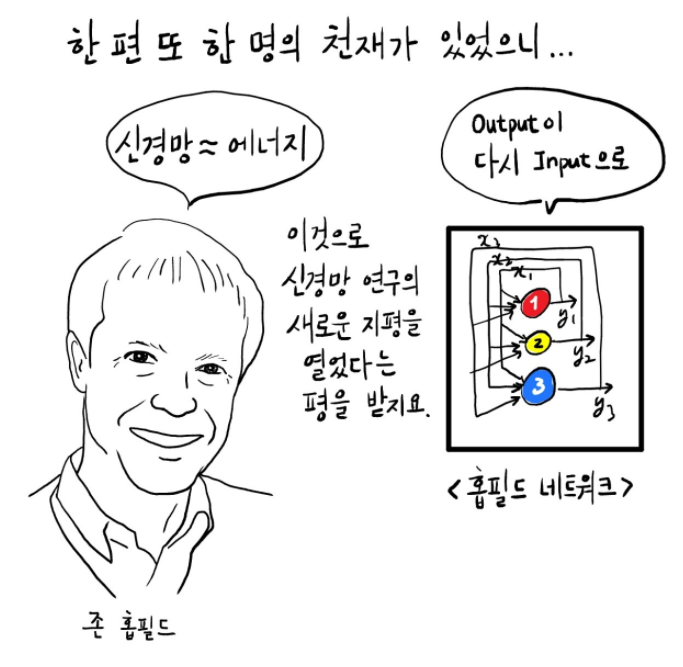 한편 또 한 명의 천재가 있었으니...
신경망≈에너지
Output이
다시 Input으로
이것으로
신경망 연구의
새로운 지평을
열었다는
평을 받지요.
x₃
x₂
x₁
1
y₁
2
y₂
3
y₃
<홉필드 네트워크>
존 홉필드